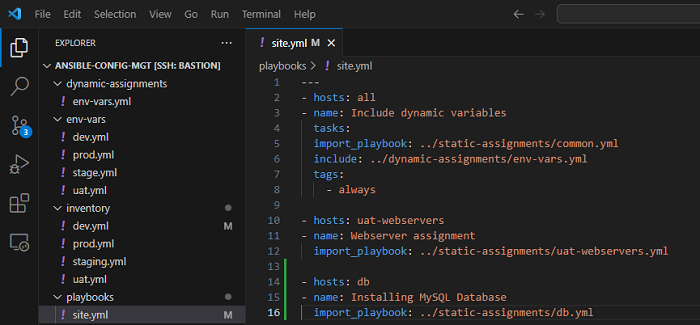 File Edit Selection View Go Run Terminal Help
EXPLORER ···
ANSIBLE-CONFIG-MGT [SSH: BASTION]
dynamic-assignments
! env-vars.yml
env-vars
! dev.yml
! prod.yml
! stage.yml
! uat.yml
inventory
! dev.yml M
! prod.yml
! staging.yml
! uat.yml
playbooks
! site.yml M
3
! site.yml M ×
playbooks > ! site.yml
1 ---
2 - hosts: all
3 - name: Include dynamic variables
4 tasks:
5 import_playbook: ../static-assignments/common.yml
6 include: ../dynamic-assignments/env-vars.yml
7 tags:
8 - always
9
10 - hosts: uat-webservers
11 - name: Webserver assignment
12 import_playbook: ../static-assignments/uat-webservers.yml
13
14 - hosts: db
15 - name: Installing MySQL Database
16 import_playbook: ../static-assignments/db.yml